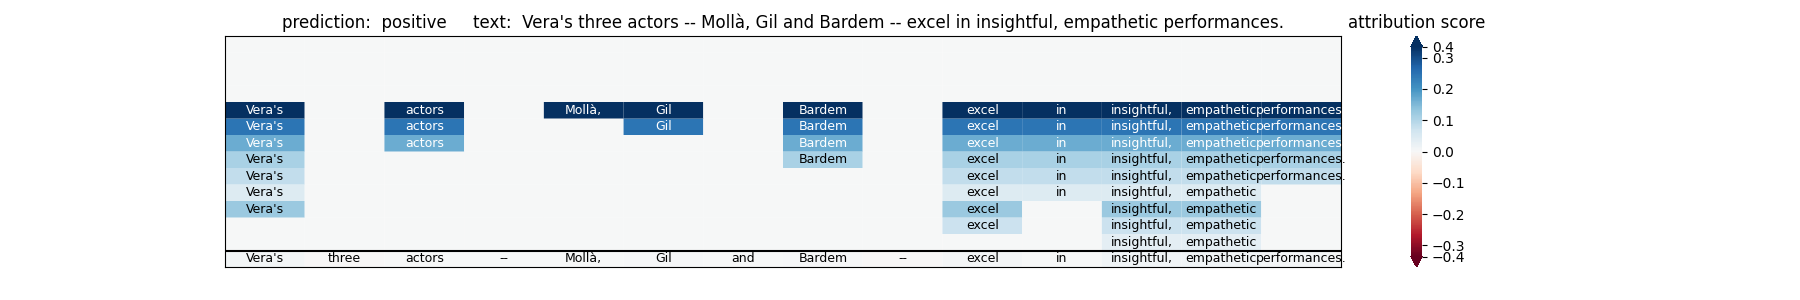 prediction:  positive     text:  Vera's three actors -- Mollà, Gil and Bardem -- excel in insightful, empathetic performances.
attribution score
Vera's actors Mollà, Gil Bardem excel in insightful, empathetic performances.
Vera's actors Gil Bardem excel in insightful, empathetic performances.
Vera's actors Bardem excel in insightful, empathetic performances.
Vera's Bardem excel in insightful, empathetic performances.
Vera's excel in insightful, empathetic performances.
Vera's excel in insightful, empathetic
Vera's excel insightful, empathetic
excel insightful, empathetic
insightful, empathetic
Vera's three actors -- Mollà, Gil and Bardem -- excel in insightful, empathetic performances.
0.4
0.3
0.2
0.1
0.0
−0.1
−0.2
−0.3
−0.4